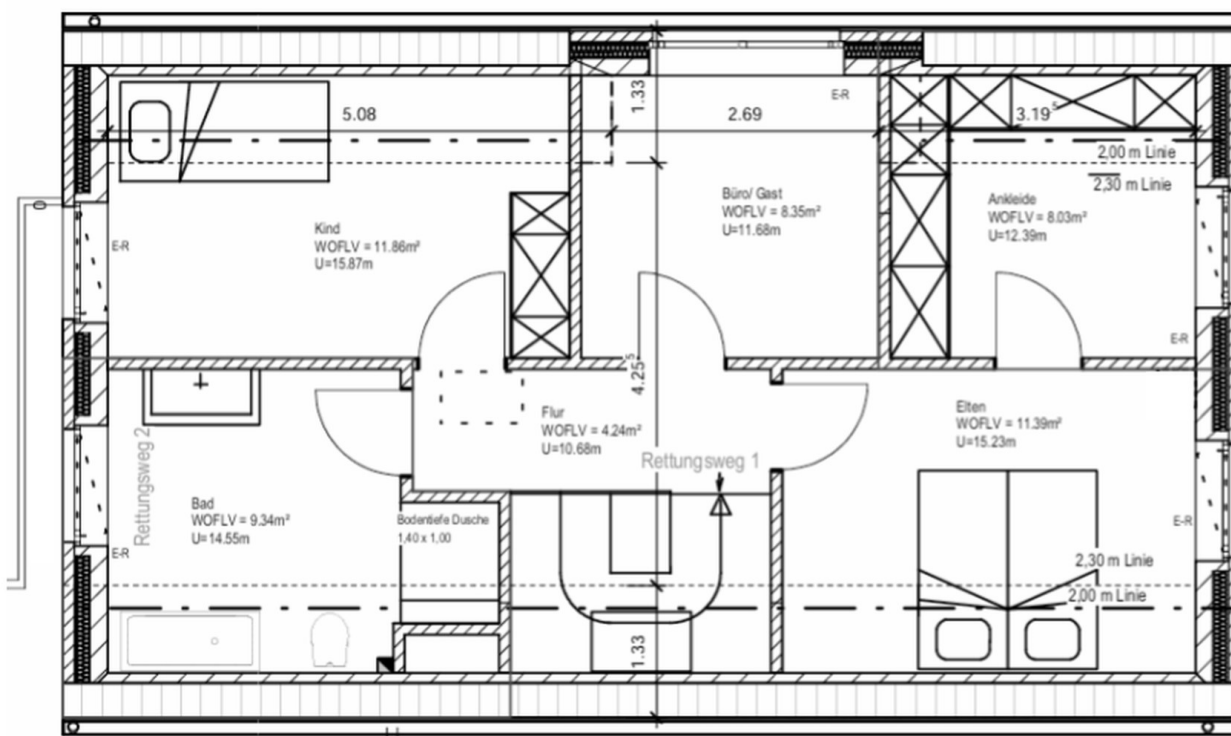 1.33
E-R
5.08
2.69
3.19⁵
2,00 m Linie
2,30 m Linie
Kind
WOFLV = 11.86m²
U=15.87m
Büro/ Gast
WOFLV = 8.35m²
U=11.68m
Ankleide
WOFLV = 8.03m²
U=12.39m
E-R
E-R
4.25⁵
Flur
WOFLV = 4.24m²
U=10.68m
Elten
WOFLV = 11.39m²
U=15.23m
Rettungsweg 1
Rettungsweg 2
Bad
WOFLV = 9.34m²
U=14.55m
Bodentiefe Dusche
1,40 x 1,00
E-R
E-R
2,30 m Linie
2,00 m Linie
1.33